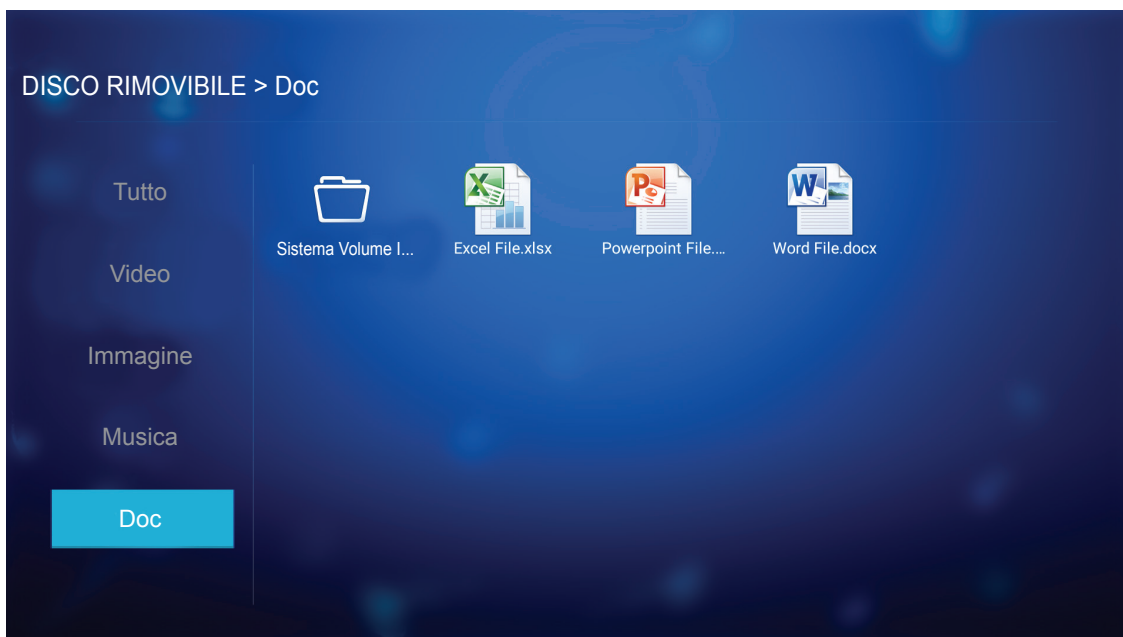 DISCO RIMOVIBILE > Doc
Tutto
Video
Immagine
Musica
Doc
Sistema Volume I...
Excel File.xlsx
Powerpoint File....
Word File.docx